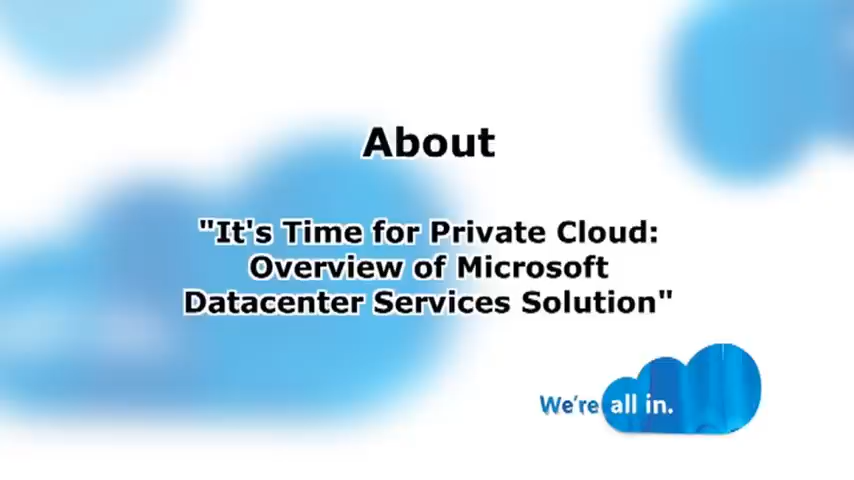 About
"It's Time for Private Cloud:
Overview of Microsoft
Datacenter Services Solution"
We're all in.